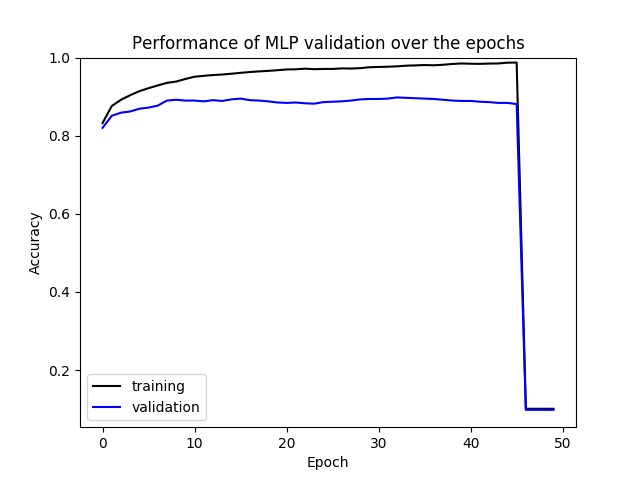 Performance of MLP validation over the epochs
1.0
0.8
0.6
0.4
0.2
Accuracy
training
validation
0 10 20 30 40 50
Epoch